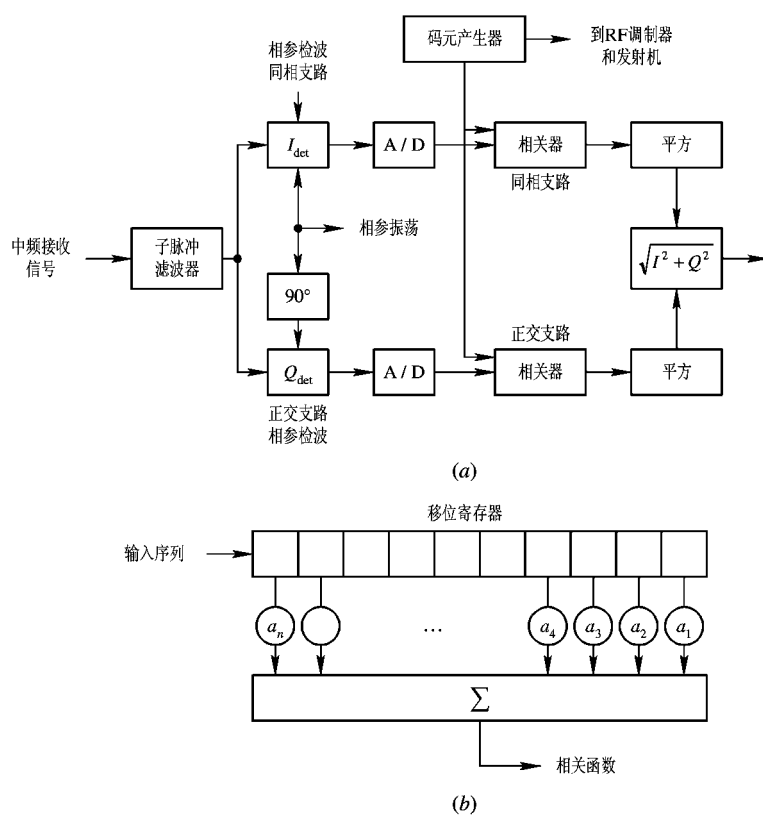 码元产生器
到RF调制器
和发射机
相参检波
同相支路
I_det
A / D
相关器
平方
同相支路
中频接收
信号
子脉冲
滤波器
相参振荡
√I² + Q²
90°
正交支路
Q_det
A / D
相关器
平方
正交支路
相参检波
(a)
移位寄存器
输入序列
a_n
…
a_4
a_3
a_2
a_1
Σ
相关函数
(b)